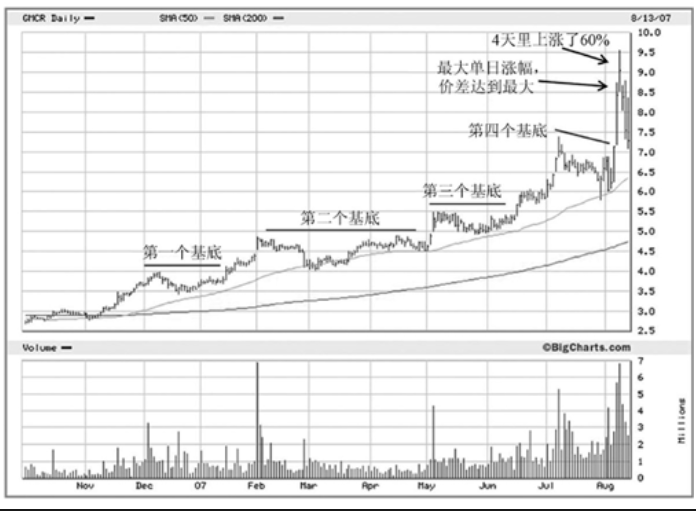 GMCR Daily SMA(50) SMA(200) 8/13/07
4天里上涨了60%
最大单日涨幅，
价差达到最大
第四个基底
第三个基底
第二个基底
第一个基底
10.0
9.5
9.0
8.5
8.0
7.5
7.0
6.5
6.0
5.5
5.0
4.5
4.0
3.5
3.0
2.5
Volume ©BigCharts.com
7
6
5
4
3
2
1
0
Millions
Nov Dec 07 Feb Mar Apr May Jun Jul Aug